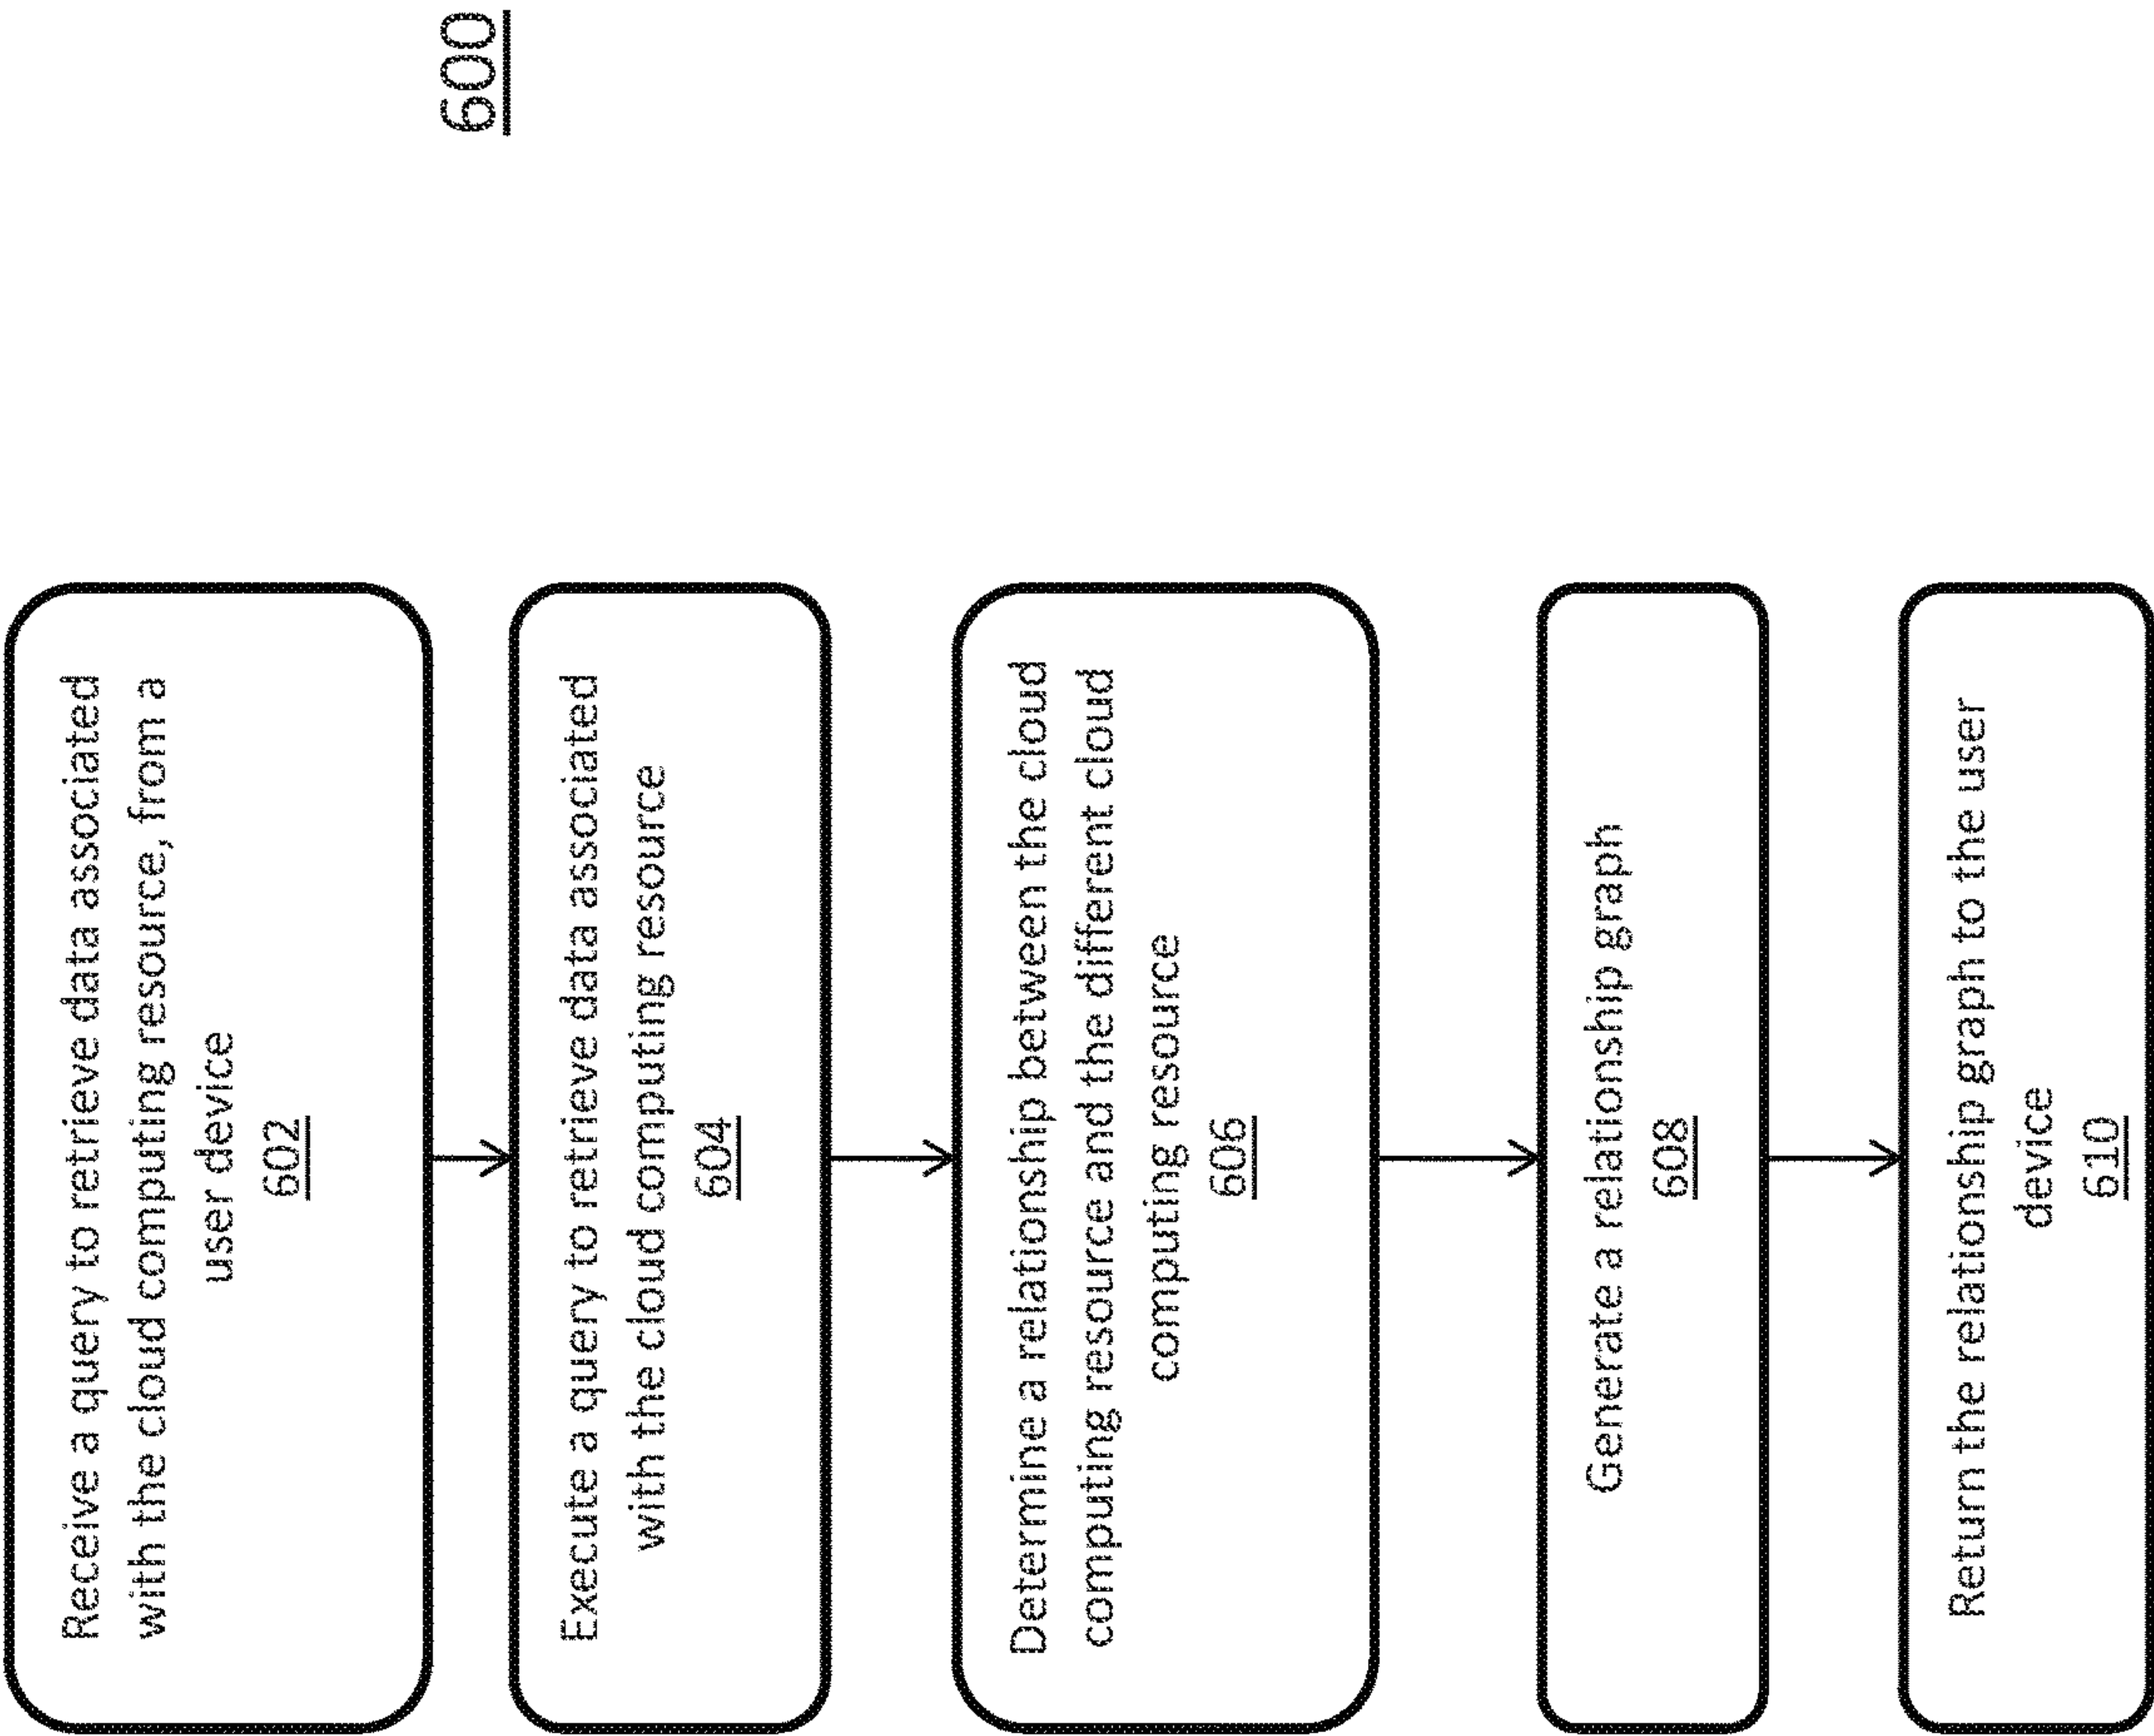 600
Receive a query to retrieve data associated
with the cloud computing resource, from a
user device
602
Execute a query to retrieve data associated
with the cloud computing resource
604
Determine a relationship between the cloud
computing resource and the different cloud
computing resource
606
Generate a relationship graph
608
Return the relationship graph to the user
device
610